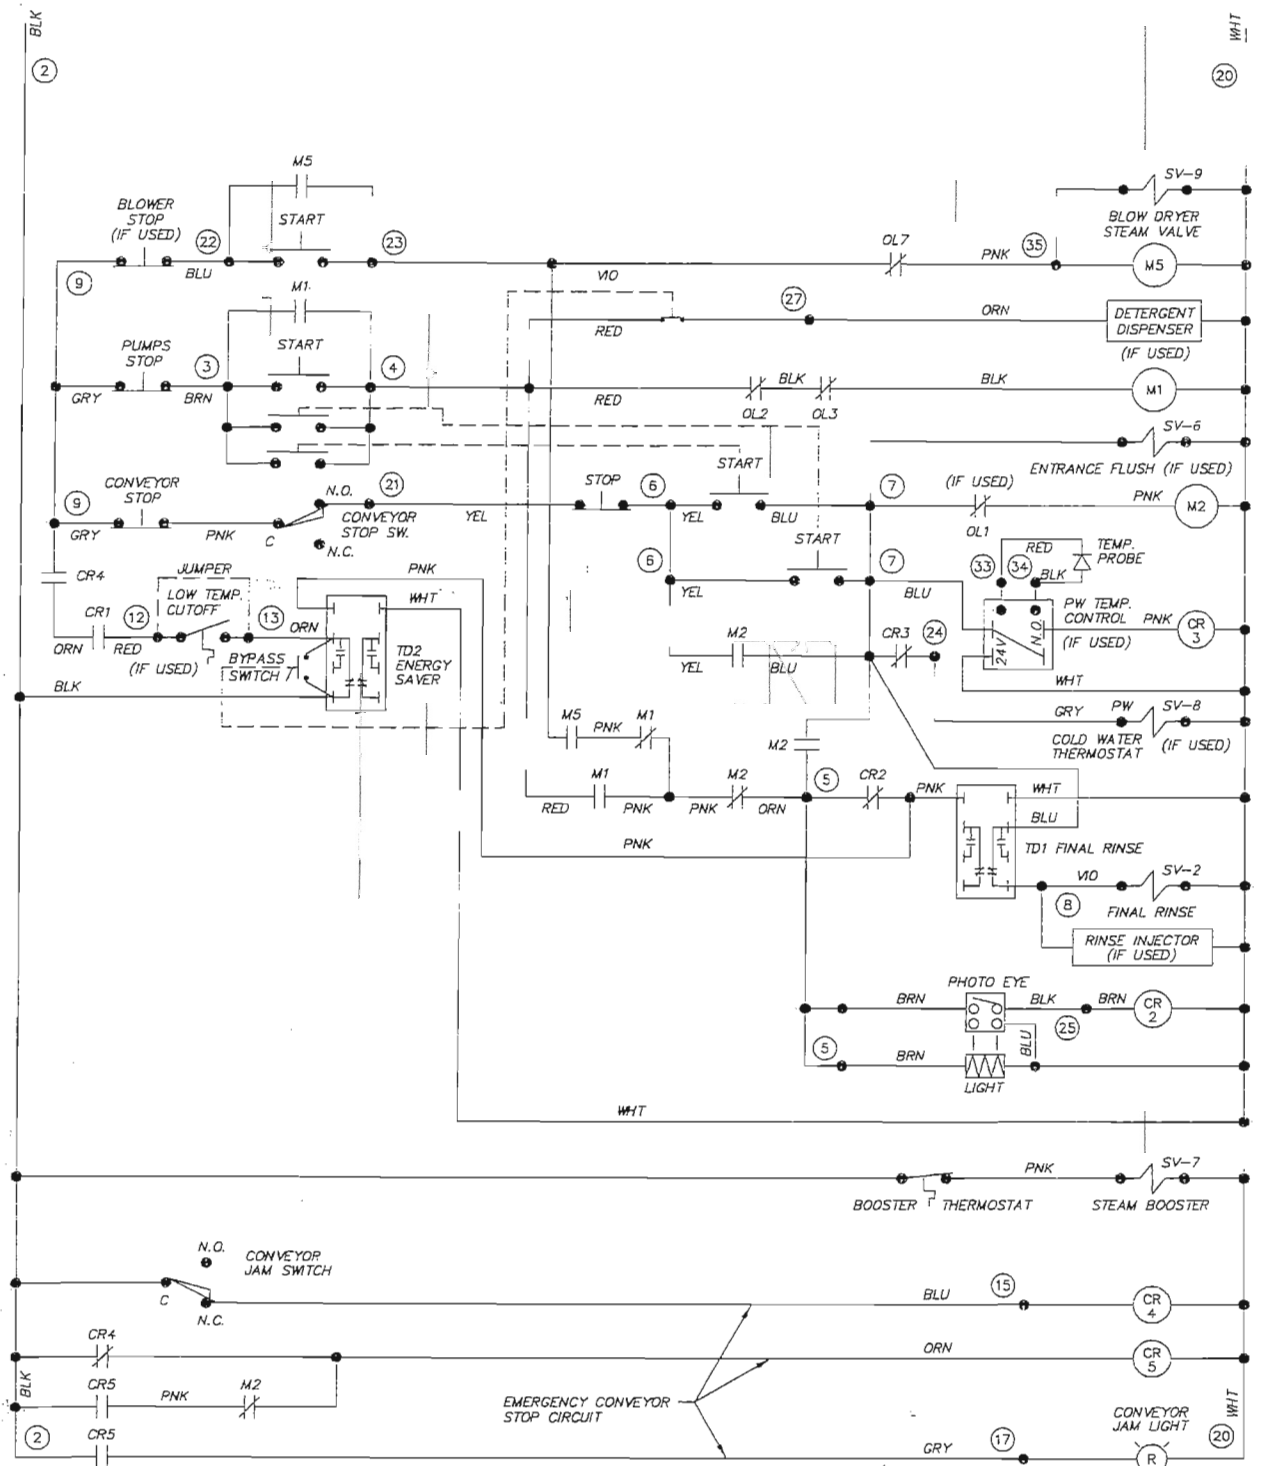 BLK
WHT
2
20
M5
SV-9
BLOWER
STOP
(IF USED)
22
START
23
BLOW DRYER
STEAM VALVE
OL7
PNK
35
M5
BLU
9
VIO
M1
27
ORN
DETERGENT
DISPENSER
(IF USED)
RED
PUMPS
STOP
3
START
4
GRY
BRN
RED
BLK
BLK
M1
OL2
OL3
SV-6
ENTRANCE FLUSH (IF USED)
CONVEYOR
STOP
9
N.O.
21
STOP
6
START
7
(IF USED)
PNK
M2
GRY
PNK
C
CONVEYOR
STOP SW.
YEL
YEL
BLU
OL1
N.C.
START
RED
TEMP.
PROBE
6
7
33
34
BLK
CR4
JUMPER
PNK
YEL
BLU
LOW TEMP.
CUTOFF
WHT
PW TEMP.
CONTROL
PNK
CR
3
CR1
12
13
ORN
M2
CR3
24
24V
N.O.
(IF USED)
ORN
RED
(IF USED)
BYPASS
SWITCH
TD2
ENERGY
SAVER
YEL
BLU
WHT
BLK
GRY
PW
SV-8
M5
PNK
M1
M2
COLD WATER
THERMOSTAT
(IF USED)
M1
M2
5
CR2
PNK
WHT
RED
PNK
PNK
ORN
BLU
PNK
TD1 FINAL RINSE
VIO
SV-2
8
FINAL RINSE
RINSE INJECTOR
(IF USED)
PHOTO EYE
BRN
BLK
BRN
CR
2
25
5
BRN
BLU
LIGHT
WHT
PNK
SV-7
BOOSTER
THERMOSTAT
STEAM BOOSTER
N.O.
CONVEYOR
JAM SWITCH
C
BLU
15
CR
4
N.C.
CR4
ORN
CR
5
BLK
CR5
PNK
M2
EMERGENCY CONVEYOR
STOP CIRCUIT
CONVEYOR
JAM LIGHT
WHT
2
CR5
GRY
17
R
20